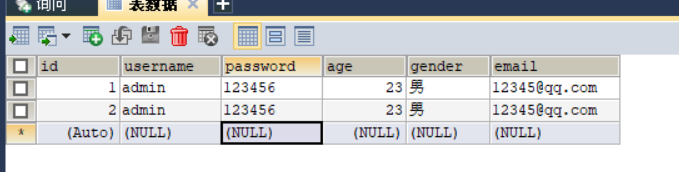 询问 表数据
id username password age gender email
1 admin 123456 23 男 12345@qq.com
2 admin 123456 23 男 12345@qq.com
* (Auto) (NULL) (NULL) (NULL) (NULL) (NULL)